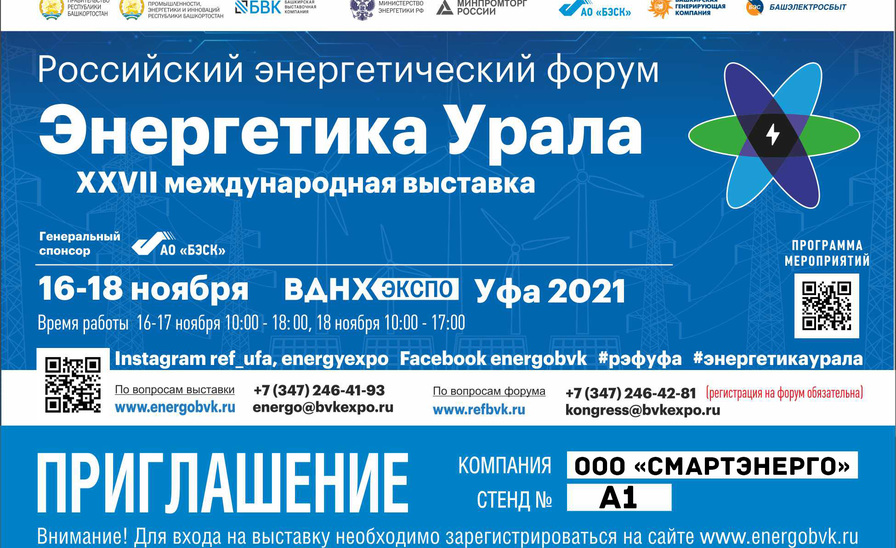 ПРАВИТЕЛЬСТВО
РЕСПУБЛИКИ
БАШКОРТОСТАН
ПРОМЫШЛЕННОСТИ,
ЭНЕРГЕТИКИ И ИННОВАЦИЙ
РЕСПУБЛИКИ БАШКОРТОСТАН
БВК
БАШКИРСКАЯ
ВЫСТАВОЧНАЯ
КОМПАНИЯ
МИНИСТЕРСТВО
ЭНЕРГЕТИКИ РФ
МИНПРОМТОРГ
РОССИИ
АО «БЭСК»
ГЕНЕРИРУЮЩАЯ
КОМПАНИЯ
БЭС
БАШЭЛЕКТРОСБЫТ
Российский энергетический форум
Энергетика Урала
XXVII международная выставка
Генеральный
спонсор
АО «БЭСК»
ПРОГРАММА
МЕРОПРИЯТИЙ
16-18 ноября ВДНХ ЭКСПО Уфа 2021
Время работы 16-17 ноября 10:00 - 18:00, 18 ноября 10:00 - 17:00
Instagram ref_ufa, energyexpo Facebook energobvk #рэфуфа #энергетикаурала
По вопросам выставки +7 (347) 246-41-93
www.energobvk.ru energo@bvkexpo.ru
По вопросам форума +7 (347) 246-42-81 (регистрация на форум обязательна)
www.refbvk.ru kongress@bvkexpo.ru
ПРИГЛАШЕНИЕ
КОМПАНИЯ ООО «СМАРТЭНЕРГО»
СТЕНД № А1
Внимание! Для входа на выставку необходимо зарегистрироваться на сайте www.energobvk.ru